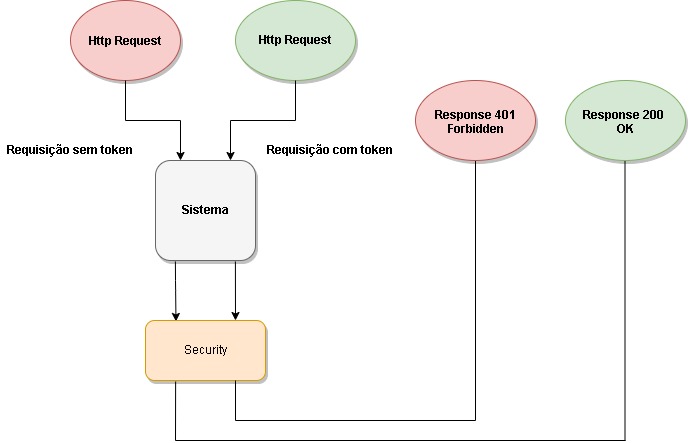 Http Request
Http Request
Requisição sem token
Requisição com token
Response 401
Forbidden
Response 200
OK
Sistema
Security